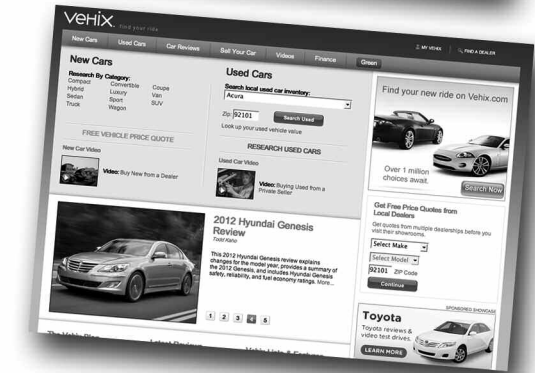 VEHIX
find your ride
MY VEHIX
FIND A DEALER
New Cars
Used Cars
Car Reviews
Sell Your Car
Videos
Finance
Green
New Cars
Research By Category:
Compact
Convertible
Coupe
Hybrid
Luxury
Van
Sedan
Sport
SUV
Truck
Wagon
FREE VEHICLE PRICE QUOTE
New Car Video
Video: Buy New from a Dealer
Used Cars
Search local used car inventory:
Acura
Zip: 92101
Search Used
Look up your used vehicle value
RESEARCH USED CARS
Used Car Video
Video: Buying Used from a
Private Seller
Find your new ride on Vehix.com
Over 1 million
choices await.
Search Now
2012 Hyundai Genesis
Review
This 2012 Hyundai Genesis review explains
changes for the model year, provides a summary of
the 2012 Genesis, and includes Hyundai Genesis
safety, reliability, and fuel economy ratings. More...
1 2 3 4 5
Get Free Price Quotes from
Local Dealers
Get quotes from multiple dealerships before you
visit their showrooms.
Select Make
Select Model
92101 ZIP Code
Continue
SPONSORED SHOWCASE
Toyota
Toyota reviews &
video test drives.
LEARN MORE